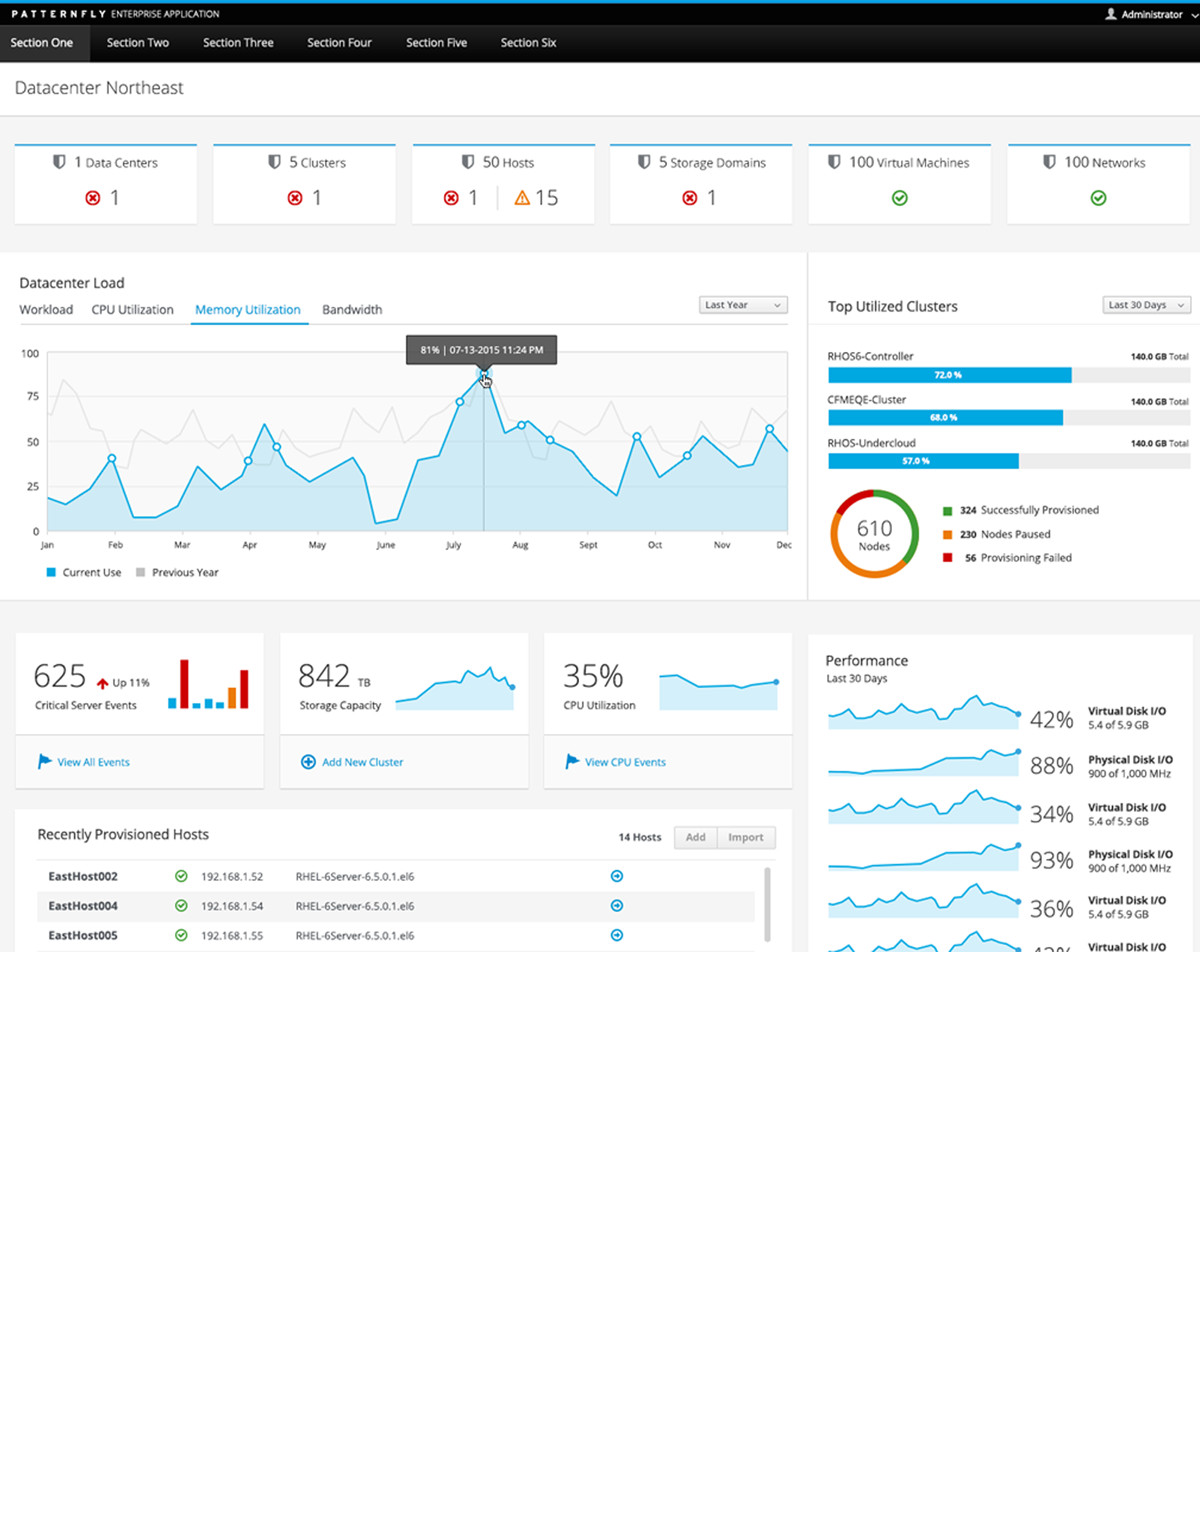 PATTERNFLY ENTERPRISE APPLICATION
Administrator
Section One Section Two Section Three Section Four Section Five Section Six
Datacenter Northeast
1 Data Centers
1
5 Clusters
1
50 Hosts
1 15
5 Storage Domains
1
100 Virtual Machines
100 Networks
Datacenter Load
Workload CPU Utilization Memory Utilization Bandwidth
Last Year
81% | 07-13-2015 11:24 PM
100
75
50
25
0
Jan Feb Mar Apr May June July Aug Sept Oct Nov Dec
Current Use Previous Year
Top Utilized Clusters
Last 30 Days
RHOS6-Controller 140.0 GB Total
72.0 %
CFMEQE-Cluster 140.0 GB Total
68.0 %
RHOS-Undercloud 140.0 GB Total
57.0 %
610
Nodes
324 Successfully Provisioned
230 Nodes Paused
56 Provisioning Failed
625 Up 11%
Critical Server Events
View All Events
842 TB
Storage Capacity
Add New Cluster
35%
CPU Utilization
View CPU Events
Recently Provisioned Hosts
14 Hosts Add Import
EastHost002 192.168.1.52 RHEL-6Server-6.5.0.1.el6
EastHost004 192.168.1.54 RHEL-6Server-6.5.0.1.el6
EastHost005 192.168.1.55 RHEL-6Server-6.5.0.1.el6
Performance
Last 30 Days
42% Virtual Disk I/O
5.4 of 5.9 GB
88% Physical Disk I/O
900 of 1,000 MHz
34% Virtual Disk I/O
5.4 of 5.9 GB
93% Physical Disk I/O
900 of 1,000 MHz
36% Virtual Disk I/O
5.4 of 5.9 GB
Virtual Disk I/O